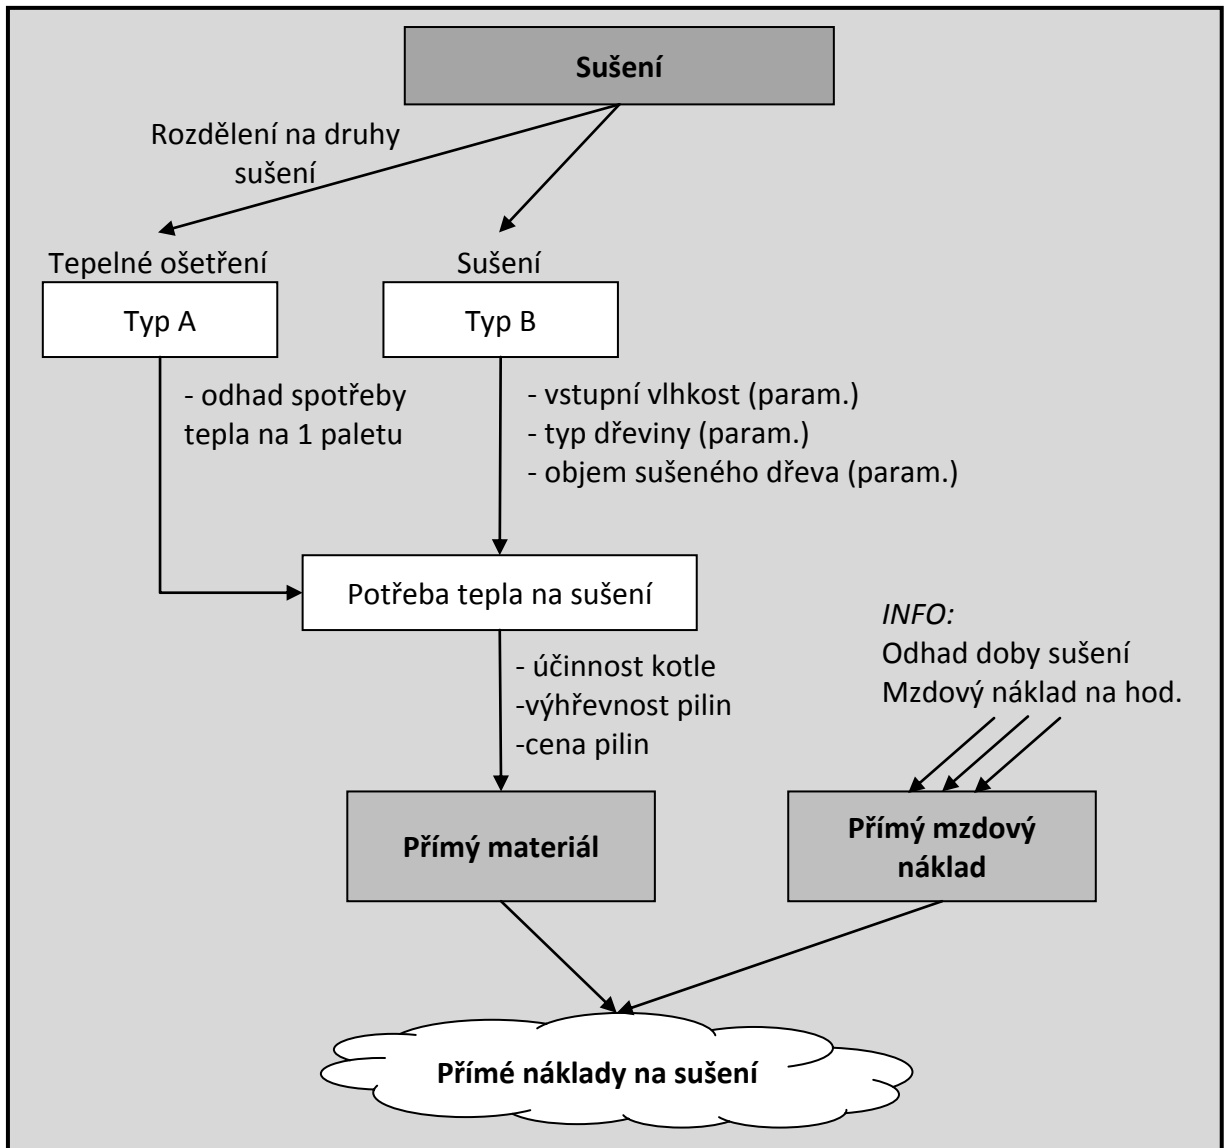 Sušení
Rozdělení na druhy
sušení
Tepelné ošetření
Sušení
Typ A
Typ B
- odhad spotřeby
tepla na 1 paletu
- vstupní vlhkost (param.)
- typ dřeviny (param.)
- objem sušeného dřeva (param.)
Potřeba tepla na sušení
INFO:
Odhad doby sušení
Mzdový náklad na hod.
- účinnost kotle
-výhřevnost pilin
-cena pilin
Přímý materiál
Přímý mzdový
náklad
Přímé náklady na sušení